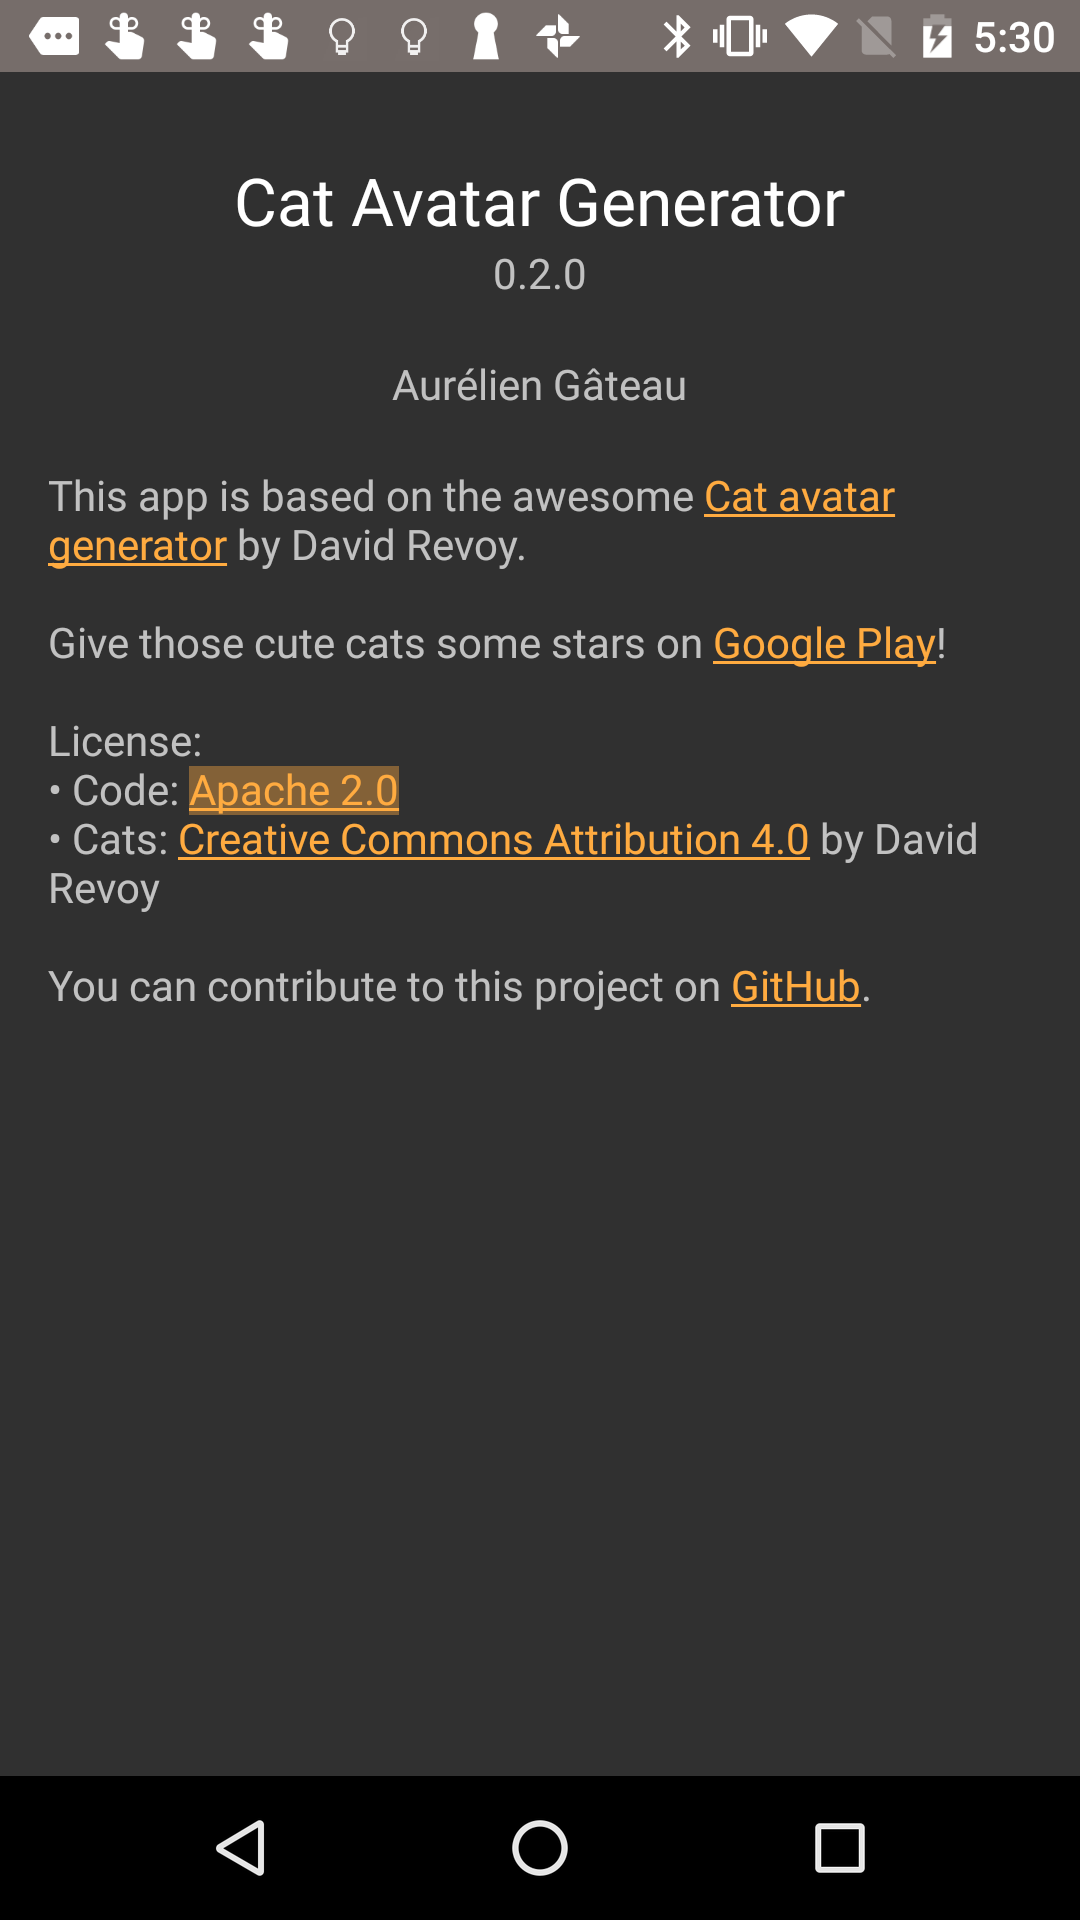 5:30
Cat Avatar Generator
0.2.0
Aurélien Gâteau
This app is based on the awesome Cat avatar
generator by David Revoy.
Give those cute cats some stars on Google Play!
License:
• Code: Apache 2.0
• Cats: Creative Commons Attribution 4.0 by David
Revoy
You can contribute to this project on GitHub.